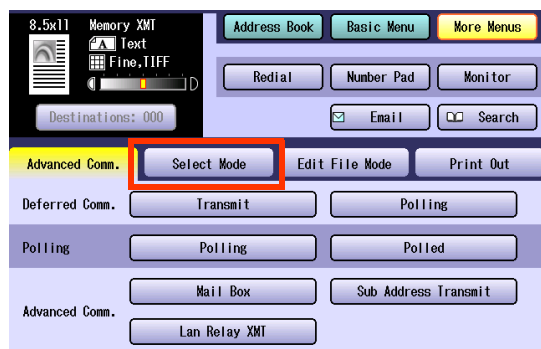 8.5x11 Memory XMT
A Text
Fine,TIFF
D
Destinations: 000
Address Book Basic Menu More Menus
Redial Number Pad Monitor
Email Search
Advanced Comm. Select Mode Edit File Mode Print Out
Deferred Comm. Transmit Polling
Polling Polling Polled
Advanced Comm. Mail Box Sub Address Transmit
Lan Relay XMT